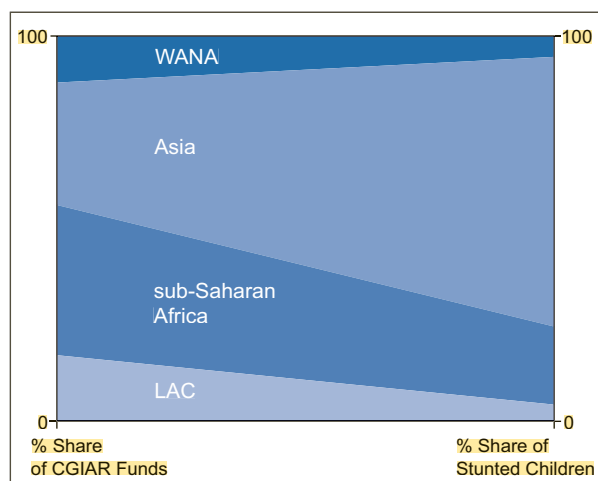 100
100
WANA
Asia
sub-Saharan
Africa
LAC
0
0
% Share
of CGIAR Funds
% Share of
Stunted Children